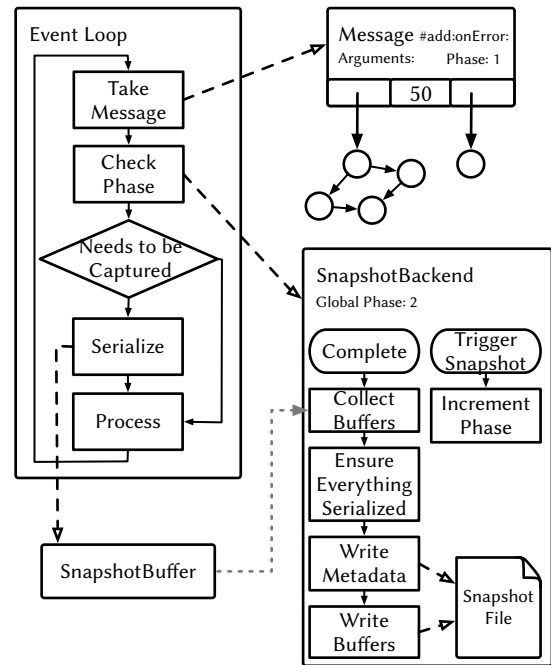 Event Loop
Take
Message
Check
Phase
Needs to be
Captured
Serialize
Process
SnapshotBuffer
Message #add:onError:
Arguments: Phase: 1
50
SnapshotBackend
Global Phase: 2
Complete
Collect
Buffers
Ensure
Everything
Serialized
Write
Metadata
Write
Buffers
Trigger
Snapshot
Increment
Phase
Snapshot
File